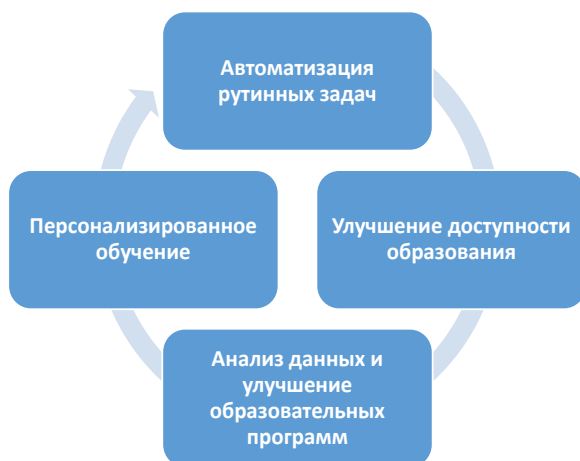 Автоматизация
рутинных задач
Персонализированное
обучение
Улучшение доступности
образования
Анализ данных и
улучшение
образовательных
программ